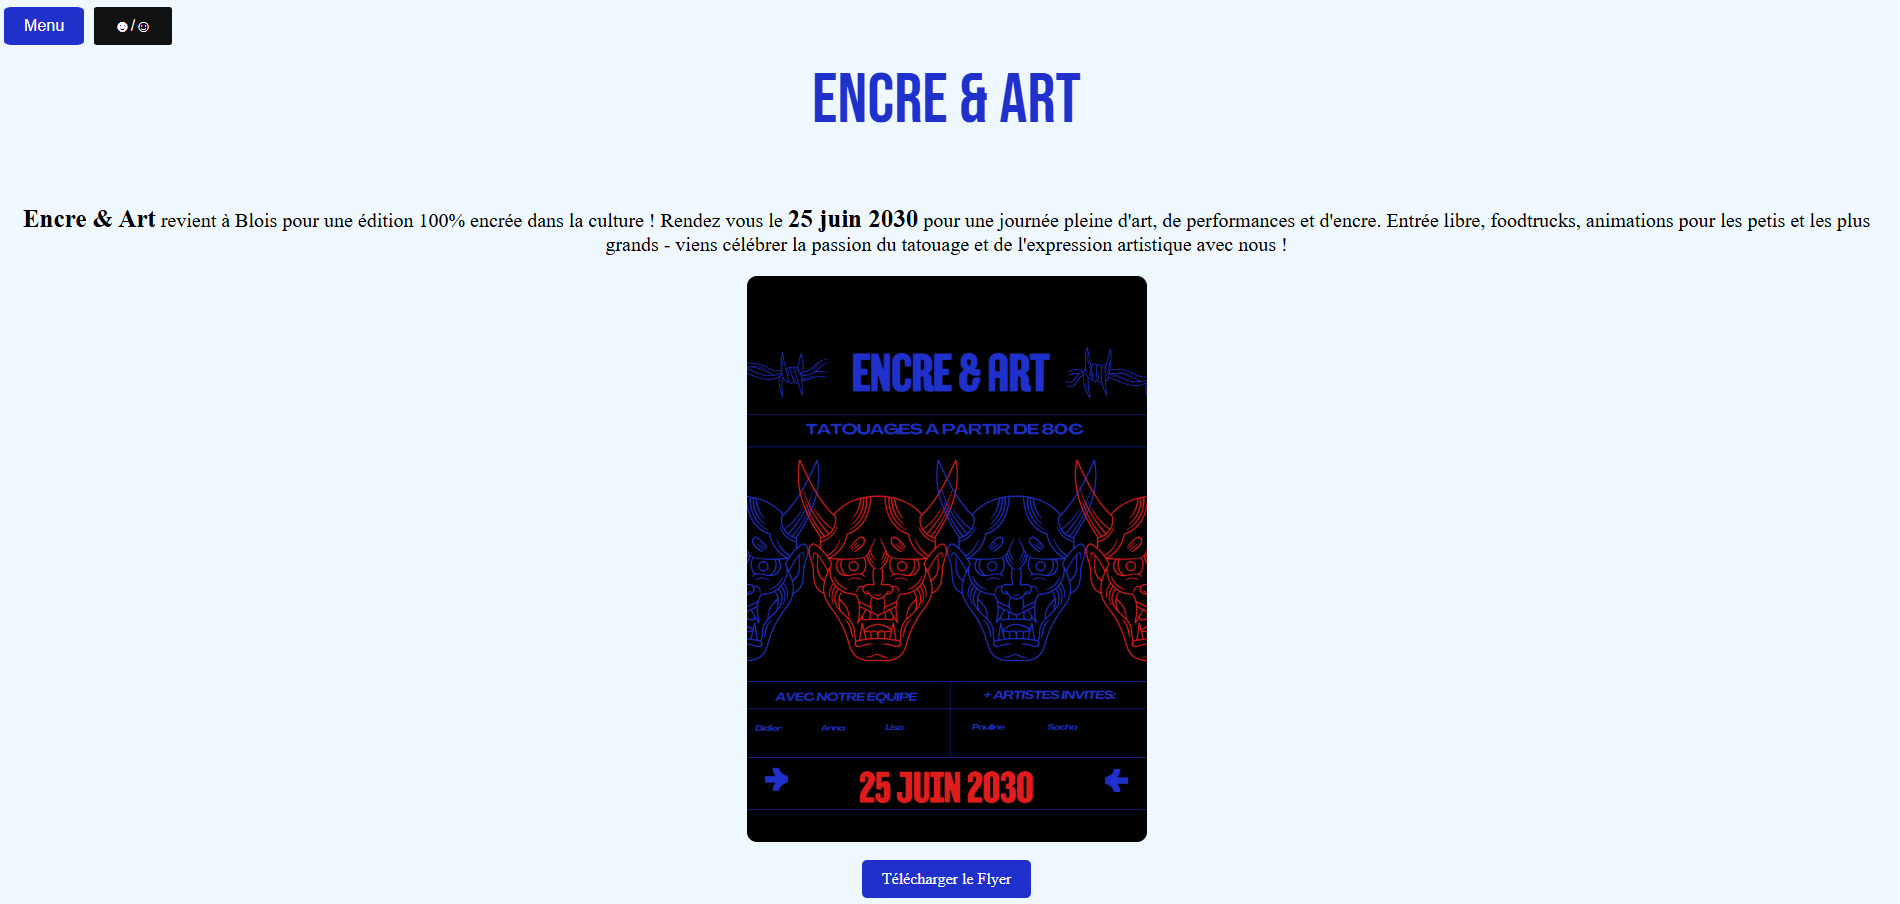 Menu
☻/☺
ENCRE & ART
Encre & Art revient à Blois pour une édition 100% encrée dans la culture ! Rendez vous le 25 juin 2030 pour une journée pleine d'art, de performances et d'encre. Entrée libre, foodtrucks, animations pour les petis et les plus
grands - viens célébrer la passion du tatouage et de l'expression artistique avec nous !
ENCRE & ART
TATOUAGES À PARTIR DE 80€
AVEC NOTRE EQUIPE
+ ARTISTES INVITÉS:
Didier Anna Lisa
Pauline Sacha
25 JUIN 2030
Télécharger le Flyer